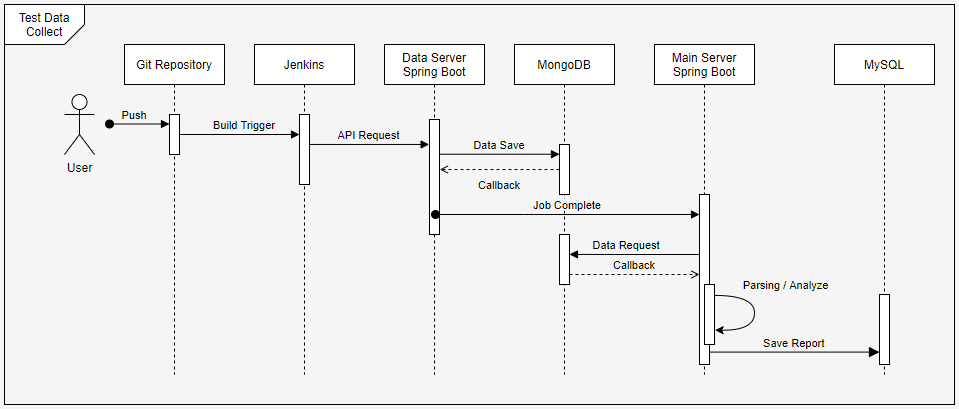 Test Data
Collect
Git Repository
Jenkins
Data Server
Spring Boot
MongoDB
Main Server
Spring Boot
MySQL
User
Push
Build Trigger
API Request
Data Save
Callback
Job Complete
Data Request
Callback
Parsing / Analyze
Save Report